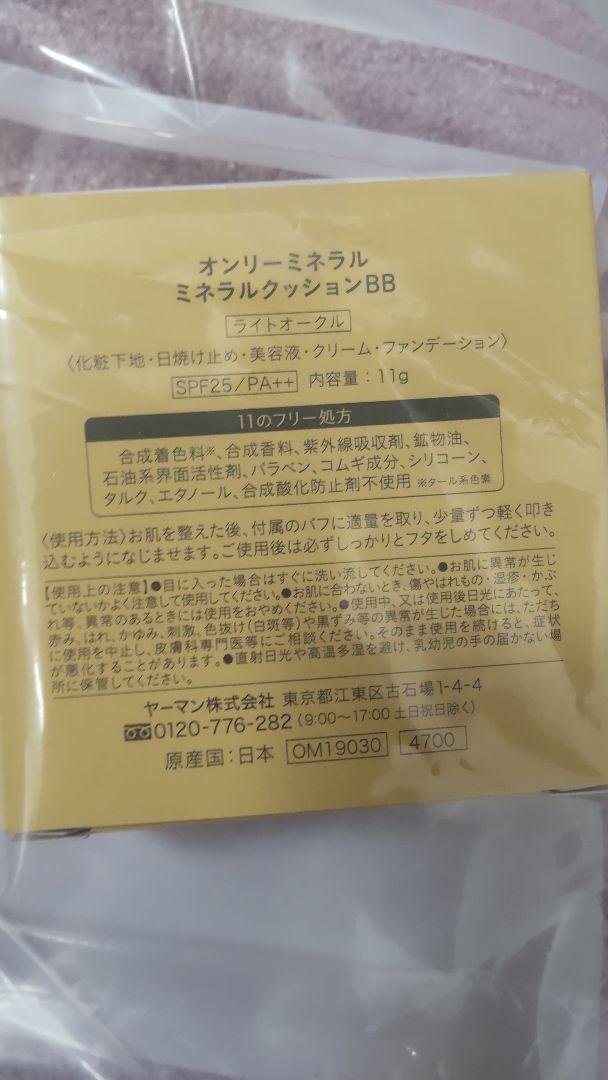 オンリーミネラル
ミネラルクッションBB
ライトオークル
〈化粧下地・日焼け止め・美容液・クリーム・ファンデーション〉
SPF25/PA++ 内容量：11g
11のフリー処方
合成着色料※、合成香料、紫外線吸収剤、鉱物油、
石油系界面活性剤、パラベン、コムギ成分、シリコーン、
タルク、エタノール、合成酸化防止剤不使用 ※タール系色素
〈使用方法〉お肌を整えた後、付属のパフに適量を取り、少量ずつ軽く叩き
込むようになじませます。ご使用後は必ずしっかりとフタをしめてください。
【使用上の注意】●目に入った場合はすぐに洗い流してください。●お肌に異常が生じ
ていないかよく注意して使用してください。●お肌に合わないとき、傷やはれもの・湿疹・かぶ
れ等、異常のあるときには使用をおやめください。●使用中、又は使用後日光にあたって、
赤み、はれ、かゆみ、刺激、色抜け(白斑等)や黒ずみ等の異常が生じた場合には、ただち
に使用を中止し、皮膚科専門医等にご相談ください。そのまま使用を続けると、症状
が悪化することがあります。●直射日光や高温多湿を避け、乳幼児の手の届かない場
所に保管してください。
ヤーマン株式会社 東京都江東区古石場1-4-4
0120-776-282(9:00～17:00 土日祝日除く)
原産国：日本 OM19030 4700